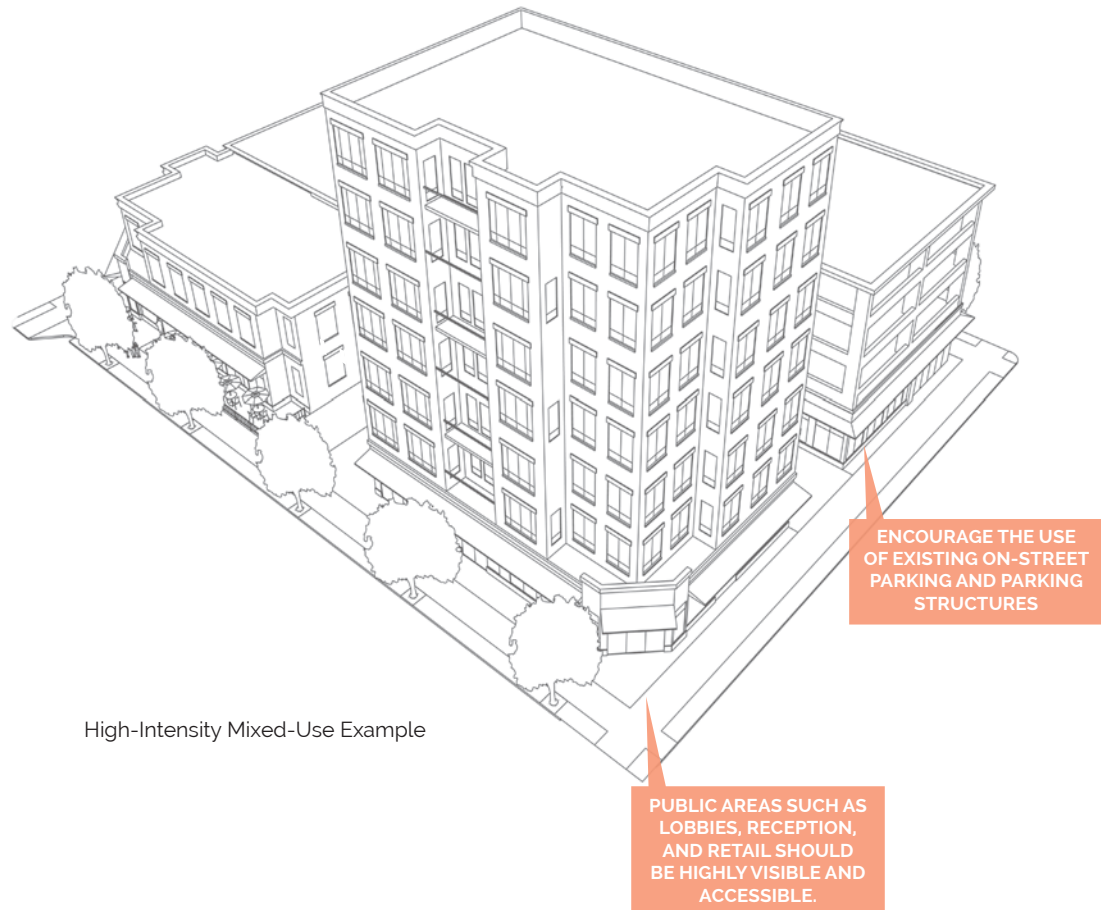 ENCOURAGE THE USE
OF EXISTING ON-STREET
PARKING AND PARKING
STRUCTURES
High-Intensity Mixed-Use Example
PUBLIC AREAS SUCH AS
LOBBIES, RECEPTION,
AND RETAIL SHOULD
BE HIGHLY VISIBLE AND
ACCESSIBLE.